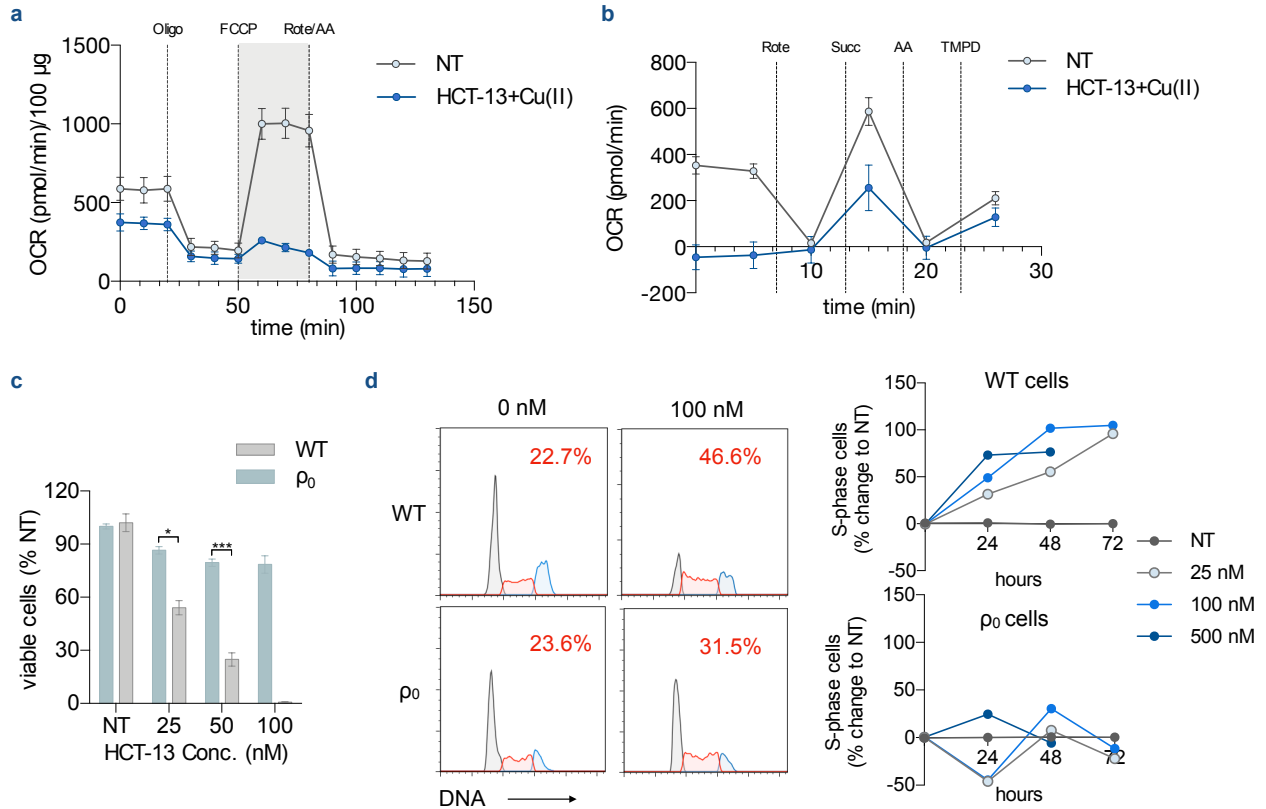 a
Oligo FCCP Rote/AA
OCR (pmol/min)/100 µg
1500
1000
500
0
0 50 100 150
time (min)
NT
HCT-13+Cu(II)
b
Rote Succ AA TMPD
OCR (pmol/min)
800
600
400
200
0
-200
10 20 30
time (min)
NT
HCT-13+Cu(II)
c
WT
ρ0
viable cells (% NT)
120
90
60
30
0
NT 25 50 100
HCT-13 Conc. (nM)
* ***
d
0 nM 100 nM
WT
22.7% 46.6%
ρ0
23.6% 31.5%
DNA
WT cells
S-phase cells
(% change to NT)
150
100
50
0
-50
24 48 72
hours
ρ0 cells
S-phase cells
(% change to NT)
150
100
50
0
-50
24 48 72
hours
NT
25 nM
100 nM
500 nM